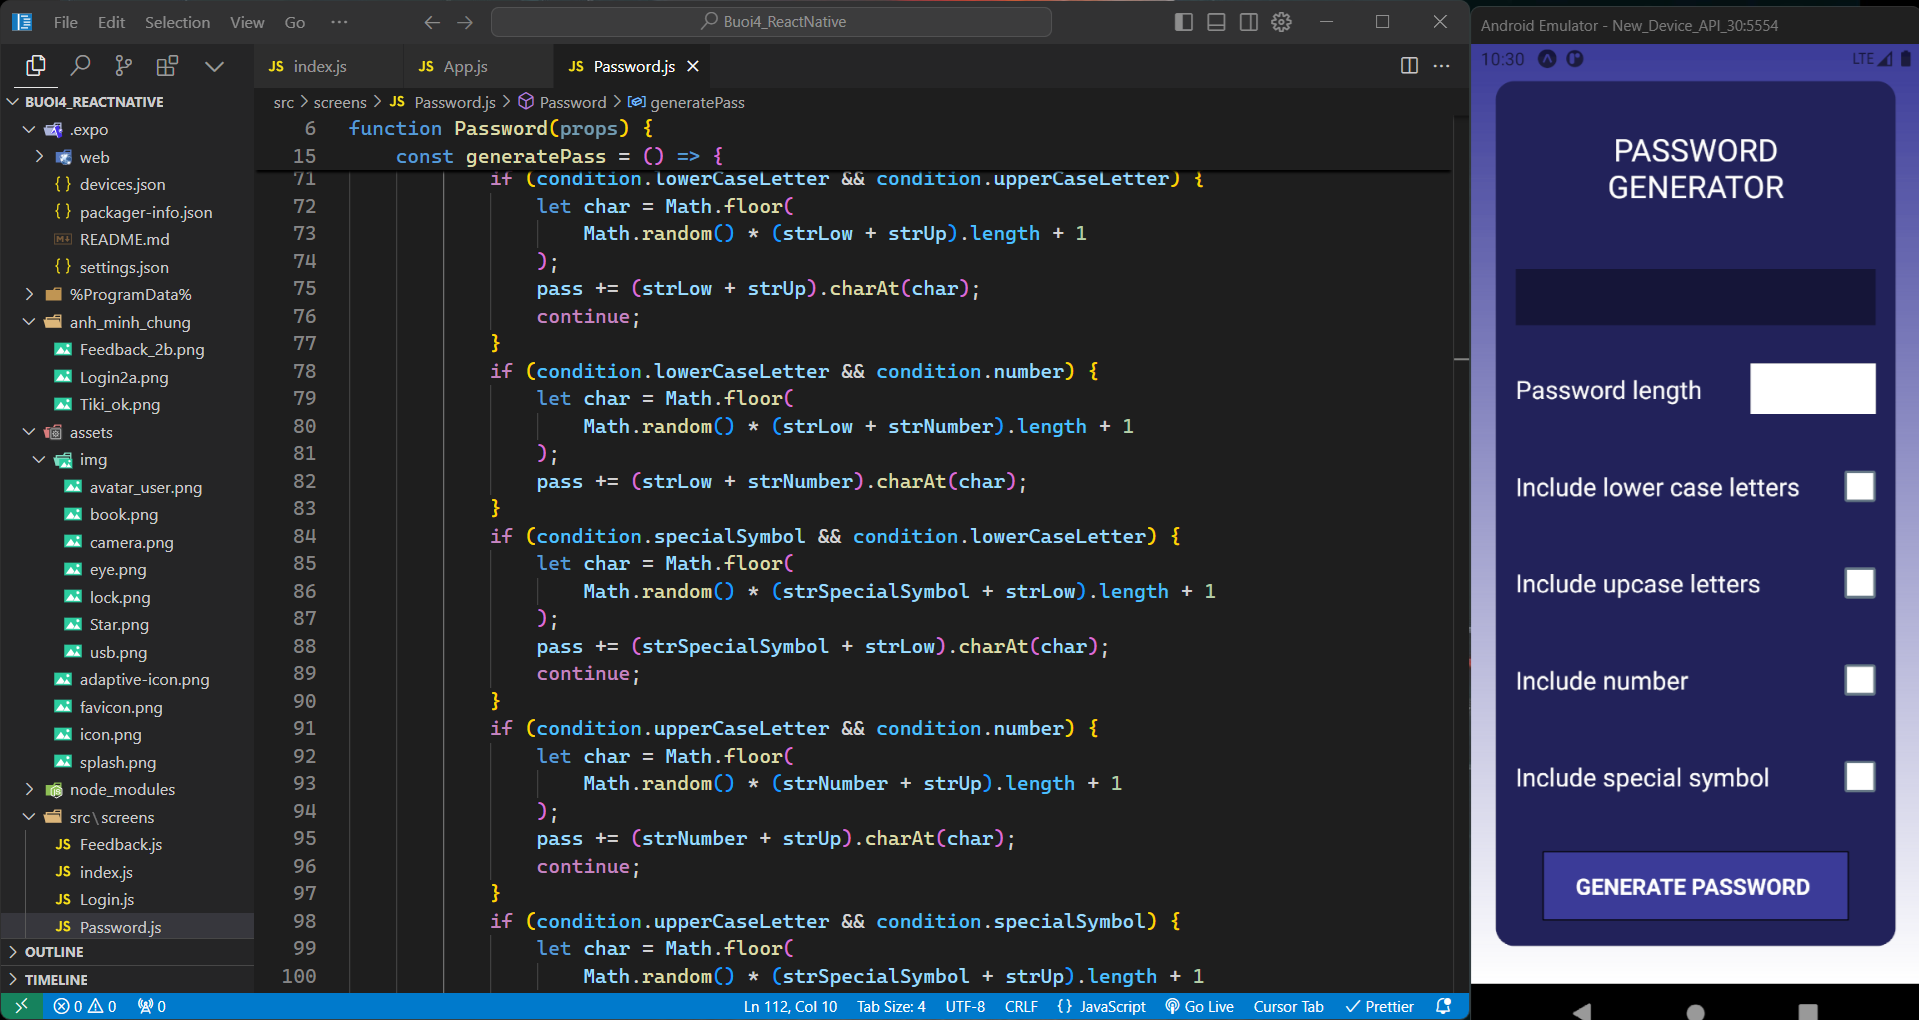 File Edit Selection View Go ···
Buoi4_ReactNative
index.js
App.js
Password.js
src > screens > JS Password.js > Password > generatePass
BUOI4_REACTNATIVE
.expo
web
devices.json
packager-info.json
README.md
settings.json
%ProgramData%
anh_minh_chung
Feedback_2b.png
Login2a.png
Tiki_ok.png
assets
img
avatar_user.png
book.png
camera.png
eye.png
lock.png
Star.png
usb.png
adaptive-icon.png
favicon.png
icon.png
splash.png
node_modules
src\screens
JS Feedback.js
JS index.js
JS Login.js
JS Password.js
OUTLINE
TIMELINE
6 function Password(props) {
15 const generatePass = () => {
71 if (condition.lowerCaseLetter && condition.upperCaseLetter) {
72 let char = Math.floor(
73 Math.random() * (strLow + strUp).length + 1
74 );
75 pass += (strLow + strUp).charAt(char);
76 continue;
77 }
78 if (condition.lowerCaseLetter && condition.number) {
79 let char = Math.floor(
80 Math.random() * (strLow + strNumber).length + 1
81 );
82 pass += (strLow + strNumber).charAt(char);
83 }
84 if (condition.specialSymbol && condition.lowerCaseLetter) {
85 let char = Math.floor(
86 Math.random() * (strSpecialSymbol + strLow).length + 1
87 );
88 pass += (strSpecialSymbol + strLow).charAt(char);
89 continue;
90 }
91 if (condition.upperCaseLetter && condition.number) {
92 let char = Math.floor(
93 Math.random() * (strNumber + strUp).length + 1
94 );
95 pass += (strNumber + strUp).charAt(char);
96 continue;
97 }
98 if (condition.upperCaseLetter && condition.specialSymbol) {
99 let char = Math.floor(
100 Math.random() * (strSpecialSymbol + strUp).length + 1
0 0 0 Ln 112, Col 10 Tab Size: 4 UTF-8 CRLF {} JavaScript Go Live Cursor Tab Prettier
Android Emulator - New_Device_API_30:5554
10:30 LTE
PASSWORD
GENERATOR
Password length
Include lower case letters
Include upcase letters
Include number
Include special symbol
GENERATE PASSWORD